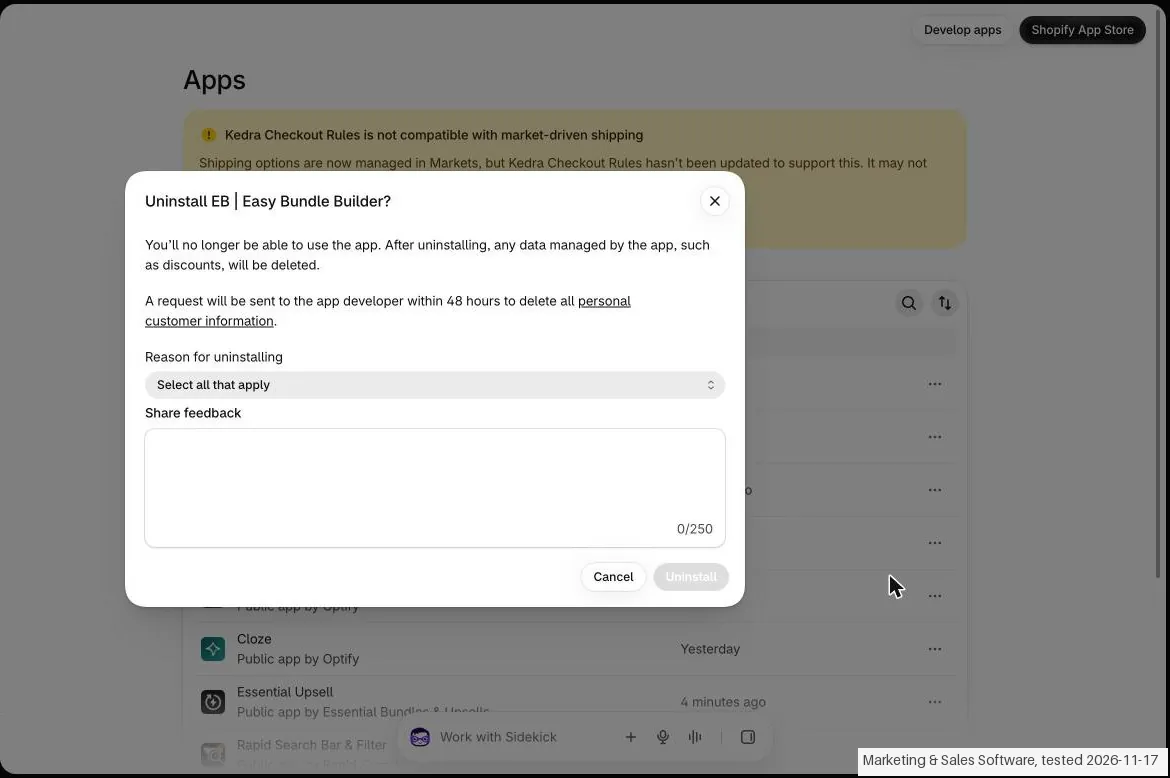 Develop apps
Shopify App Store
Apps
Kedra Checkout Rules is not compatible with market-driven shipping
Shipping options are now managed in Markets, but Kedra Checkout Rules hasn't been updated to support this. It may not
Uninstall EB | Easy Bundle Builder?
You'll no longer be able to use the app. After uninstalling, any data managed by the app, such
as discounts, will be deleted.
A request will be sent to the app developer within 48 hours to delete all personal
customer information.
Reason for uninstalling
Select all that apply
Share feedback
0/250
Cancel
Uninstall
Public app by Optify
Cloze
Public app by Optify
Yesterday
Essential Upsell
Public app by Essential Bundles & Upsells
4 minutes ago
Rapid Search Bar & Filter
Work with Sidekick
Marketing & Sales Software, tested 2026-11-17